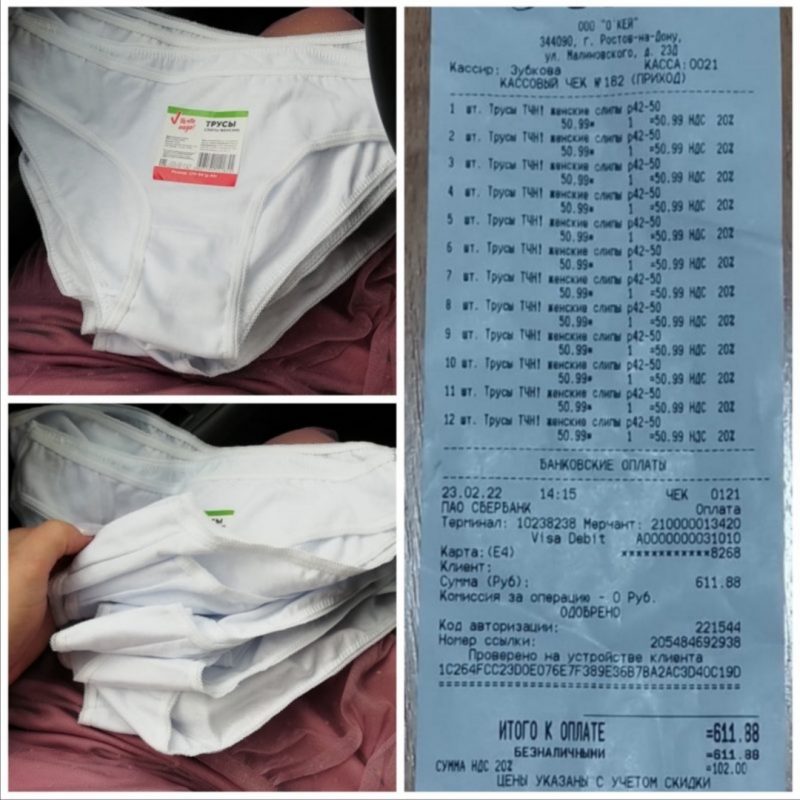 То что надо!
ТРУСЫ
СЛИПЫ ЖЕНСКИЕ
ТРУСЫ
ООО "О'КЕЙ"
344090, г. Ростов-на-Дону,
ул. Малиновского, д. 23Д
Кассир: Зубкова КАССА:0021
КАССОВЫЙ ЧЕК №182 (ПРИХОД)
1 шт. Трусы ТЧН! женские слипы р42-50
50.99* 1 =50.99 НДС 20%
2 шт. Трусы ТЧН! женские слипы р42-50
50.99* 1 =50.99 НДС 20%
3 шт. Трусы ТЧН! женские слипы р42-50
50.99* 1 =50.99 НДС 20%
4 шт. Трусы ТЧН! женские слипы р42-50
50.99* 1 =50.99 НДС 20%
5 шт. Трусы ТЧН! женские слипы р42-50
50.99* 1 =50.99 НДС 20%
6 шт. Трусы ТЧН! женские слипы р42-50
50.99* 1 =50.99 НДС 20%
7 шт. Трусы ТЧН! женские слипы р42-50
50.99* 1 =50.99 НДС 20%
8 шт. Трусы ТЧН! женские слипы р42-50
50.99* 1 =50.99 НДС 20%
9 шт. Трусы ТЧН! женские слипы р42-50
50.99* 1 =50.99 НДС 20%
10 шт. Трусы ТЧН! женские слипы р42-50
50.99* 1 =50.99 НДС 20%
11 шт. Трусы ТЧН! женские слипы р42-50
50.99* 1 =50.99 НДС 20%
12 шт. Трусы ТЧН! женские слипы р42-50
50.99* 1 =50.99 НДС 20%
БАНКОВСКИЕ ОПЛАТЫ
23.02.22 14:15 ЧЕК 0121
ПАО СБЕРБАНК Оплата
Терминал: 10238238 Мерчант: 210000013420
Visa Debit A0000000031010
Карта:(E4) ************8268
Клиент:
Сумма (Руб): 611.88
Комиссия за операцию - 0 Руб.
ОДОБРЕНО
Код авторизации: 221544
Номер ссылки: 205484692938
Проверено на устройстве клиента
1C264FCC23D0E076E7F389E36B7BA2AC3D40C19D
ИТОГО К ОПЛАТЕ =611.88
БЕЗНАЛИЧНЫМИ =611.88
СУММА НДС 20% =102.00
ЦЕНЫ УКАЗАНЫ С УЧЕТОМ СКИДКИ